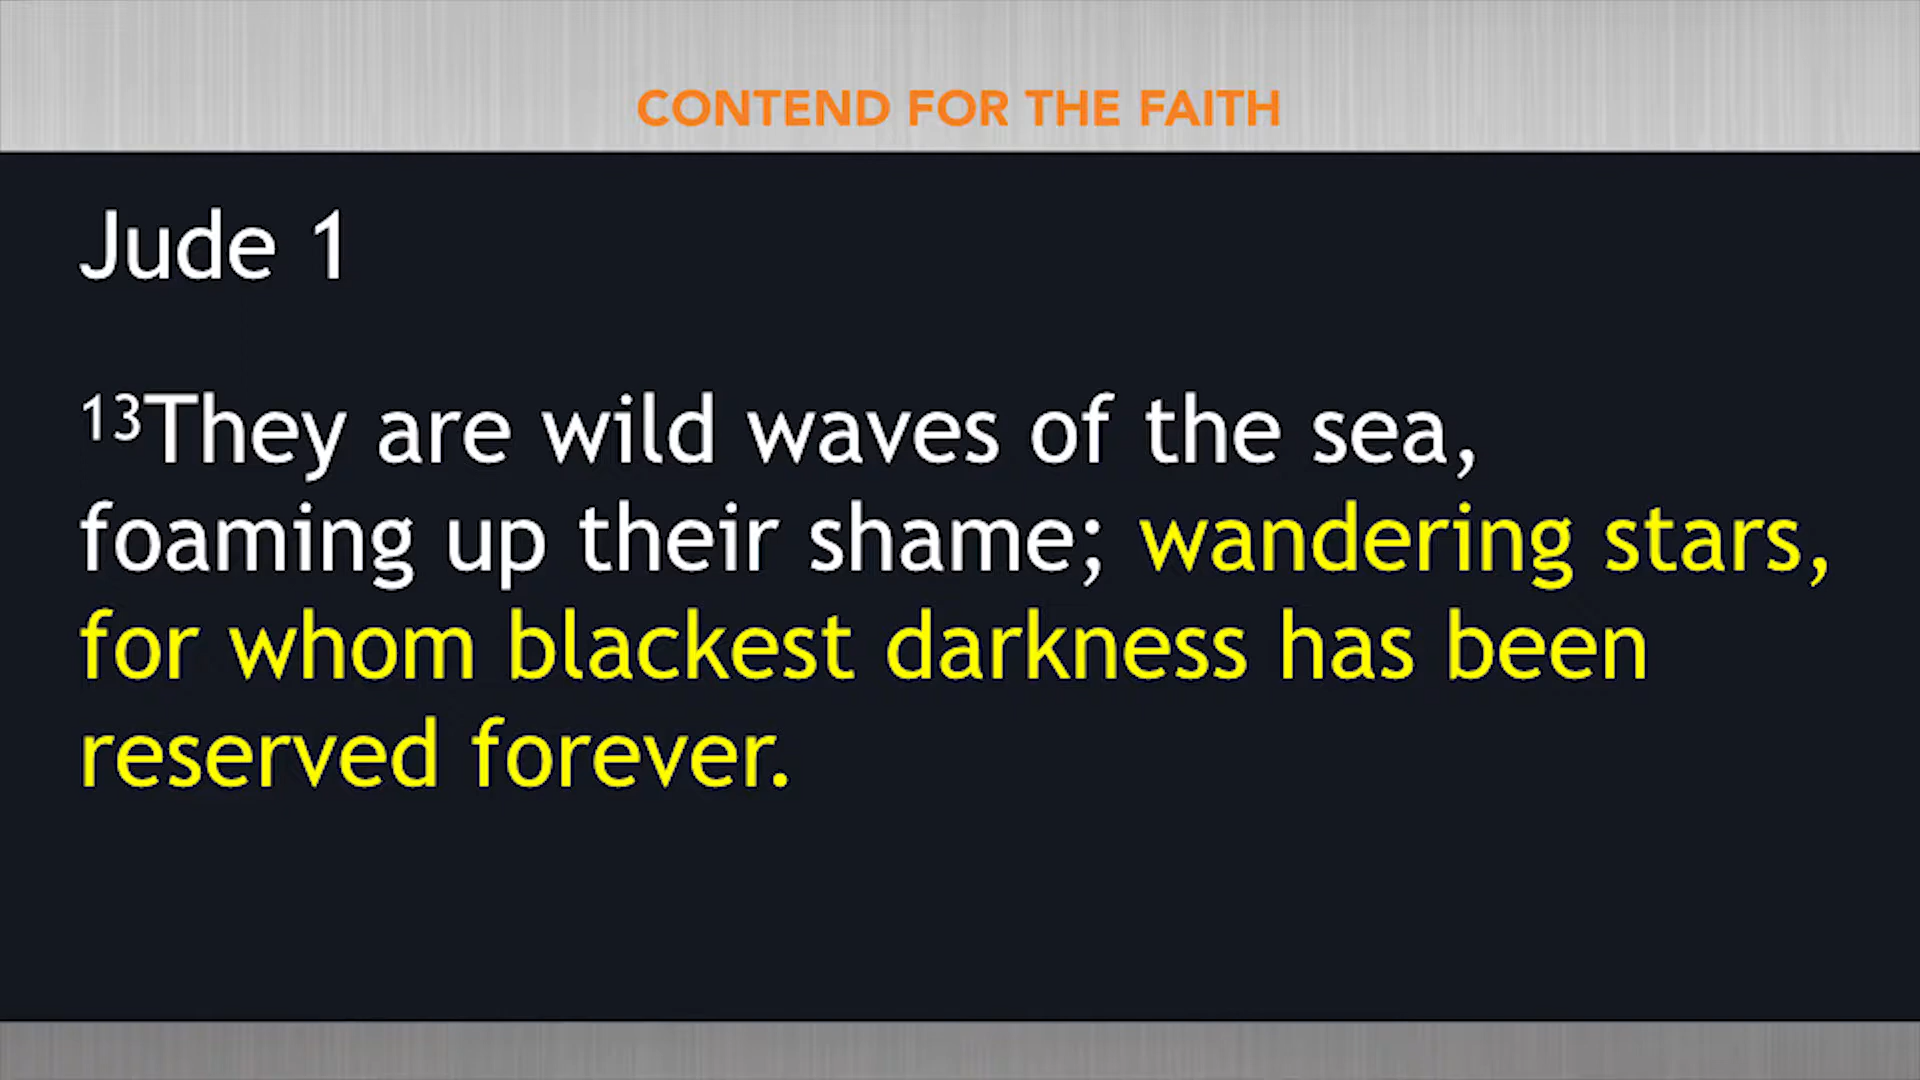 CONTEND FOR THE FAITH
Jude 1
13They are wild waves of the sea,
foaming up their shame; wandering stars,
for whom blackest darkness has been
reserved forever.